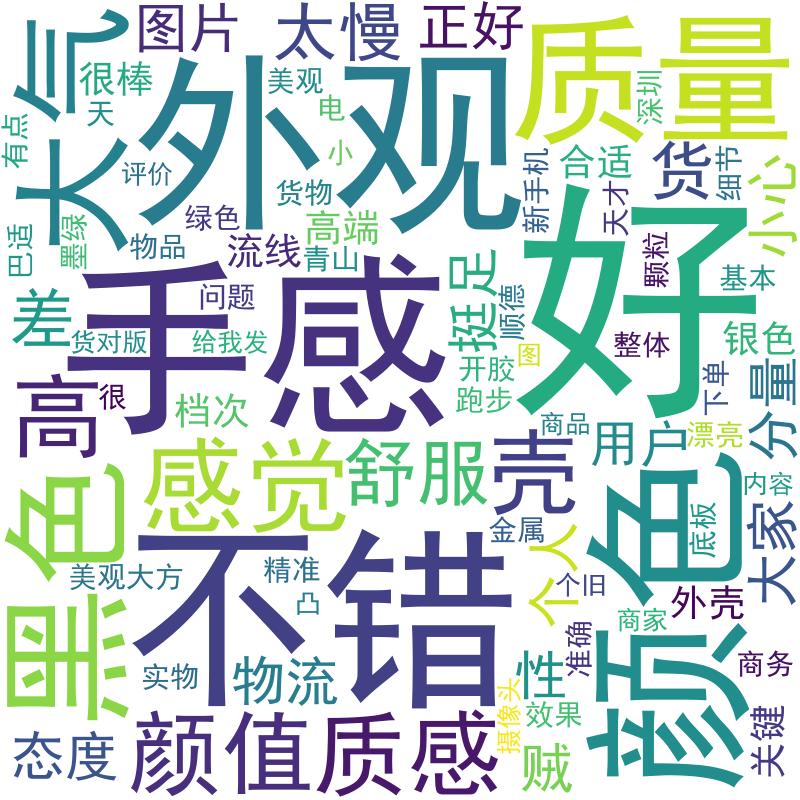 图片
太慢
正好
大气
外观
质量
很棒
天
美观
电
小
深圳
有点
评价
货物
新手机
合适
货
细节
小心
绿色
高端
天才
巴适
墨绿
物品
流线
青山
手感
好
挺足
顺德
颗粒
基本
差
问题
货对版
给我发
图
整体
银色
高
很
档次
开胶
跑步
下单
分量
商品
用户
漂亮
感觉
舒服
壳
颜色
内容
底板
黑色
不错
金属
个人
大家
美观大方
精准
凸
个旧
外壳
商家
准确
实物
物流
性
商务
摄像头
效果
态度
颜值
质感
贼
关键